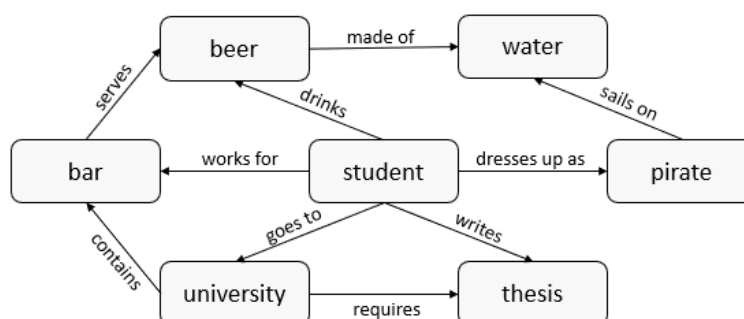 beer
made of
water
serves
drinks
sails on
bar
works for
student
dresses up as
pirate
goes to
writes
contains
university
requires
thesis